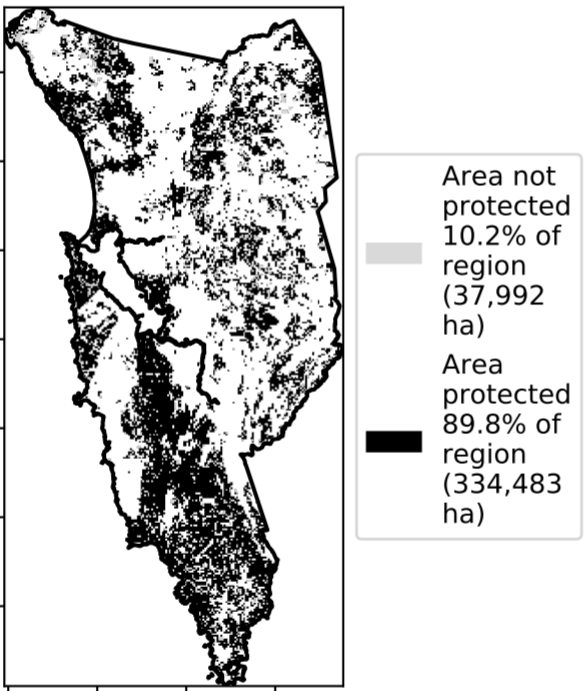 Area not
protected
10.2% of
region
(37,992
ha)
Area
protected
89.8% of
region
(334,483
ha)